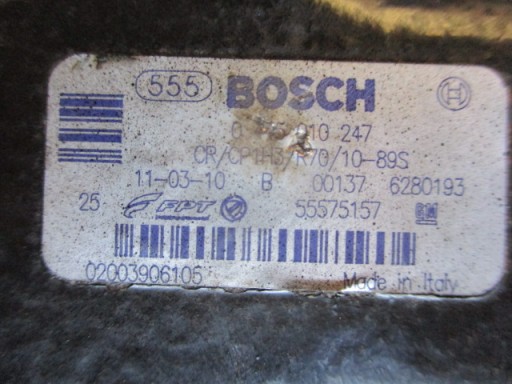 555 BOSCH
0 445 010 247
CR/CP1H3/R70/10-89S
11-03-10 B 00137 6280193
25 FPT 55575157 GM
02003906105 Made in Italy